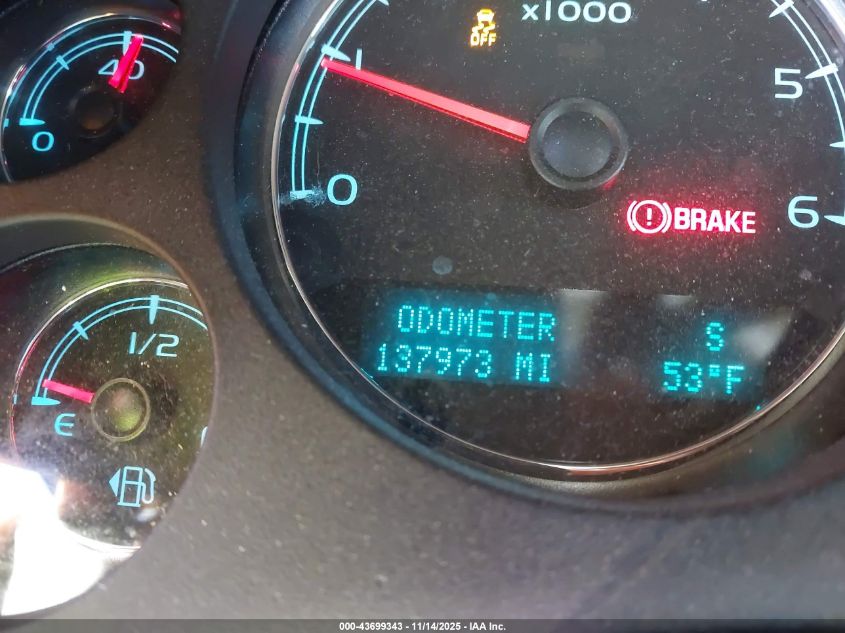 OFF
x1000
40
0
1
0
5
6
BRAKE
1/2
E
ODOMETER
137973 MI
S
53°F
000-43699343 - 11/14/2025 - IAA Inc.